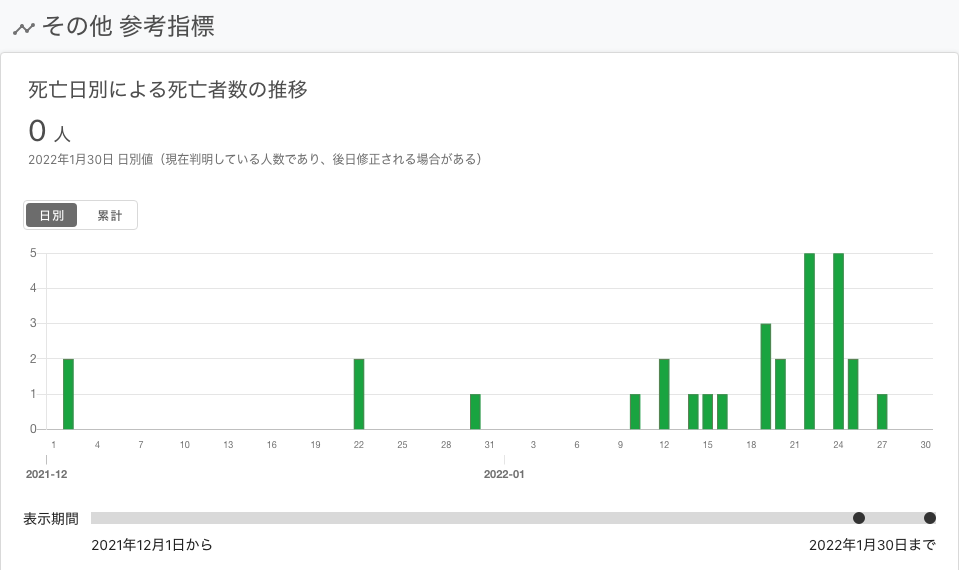 その他 参考指標
死亡日別による死亡者数の推移
0 人
2022年1月30日 日別値（現在判明している人数であり、後日修正される場合がある）
日別 累計
5
4
3
2
1
0
1 4 7 10 13 16 19 22 25 28 31 3 6 9 12 15 18 21 24 27 30
2021-12 2022-01
表示期間
2021年12月1日から 2022年1月30日まで